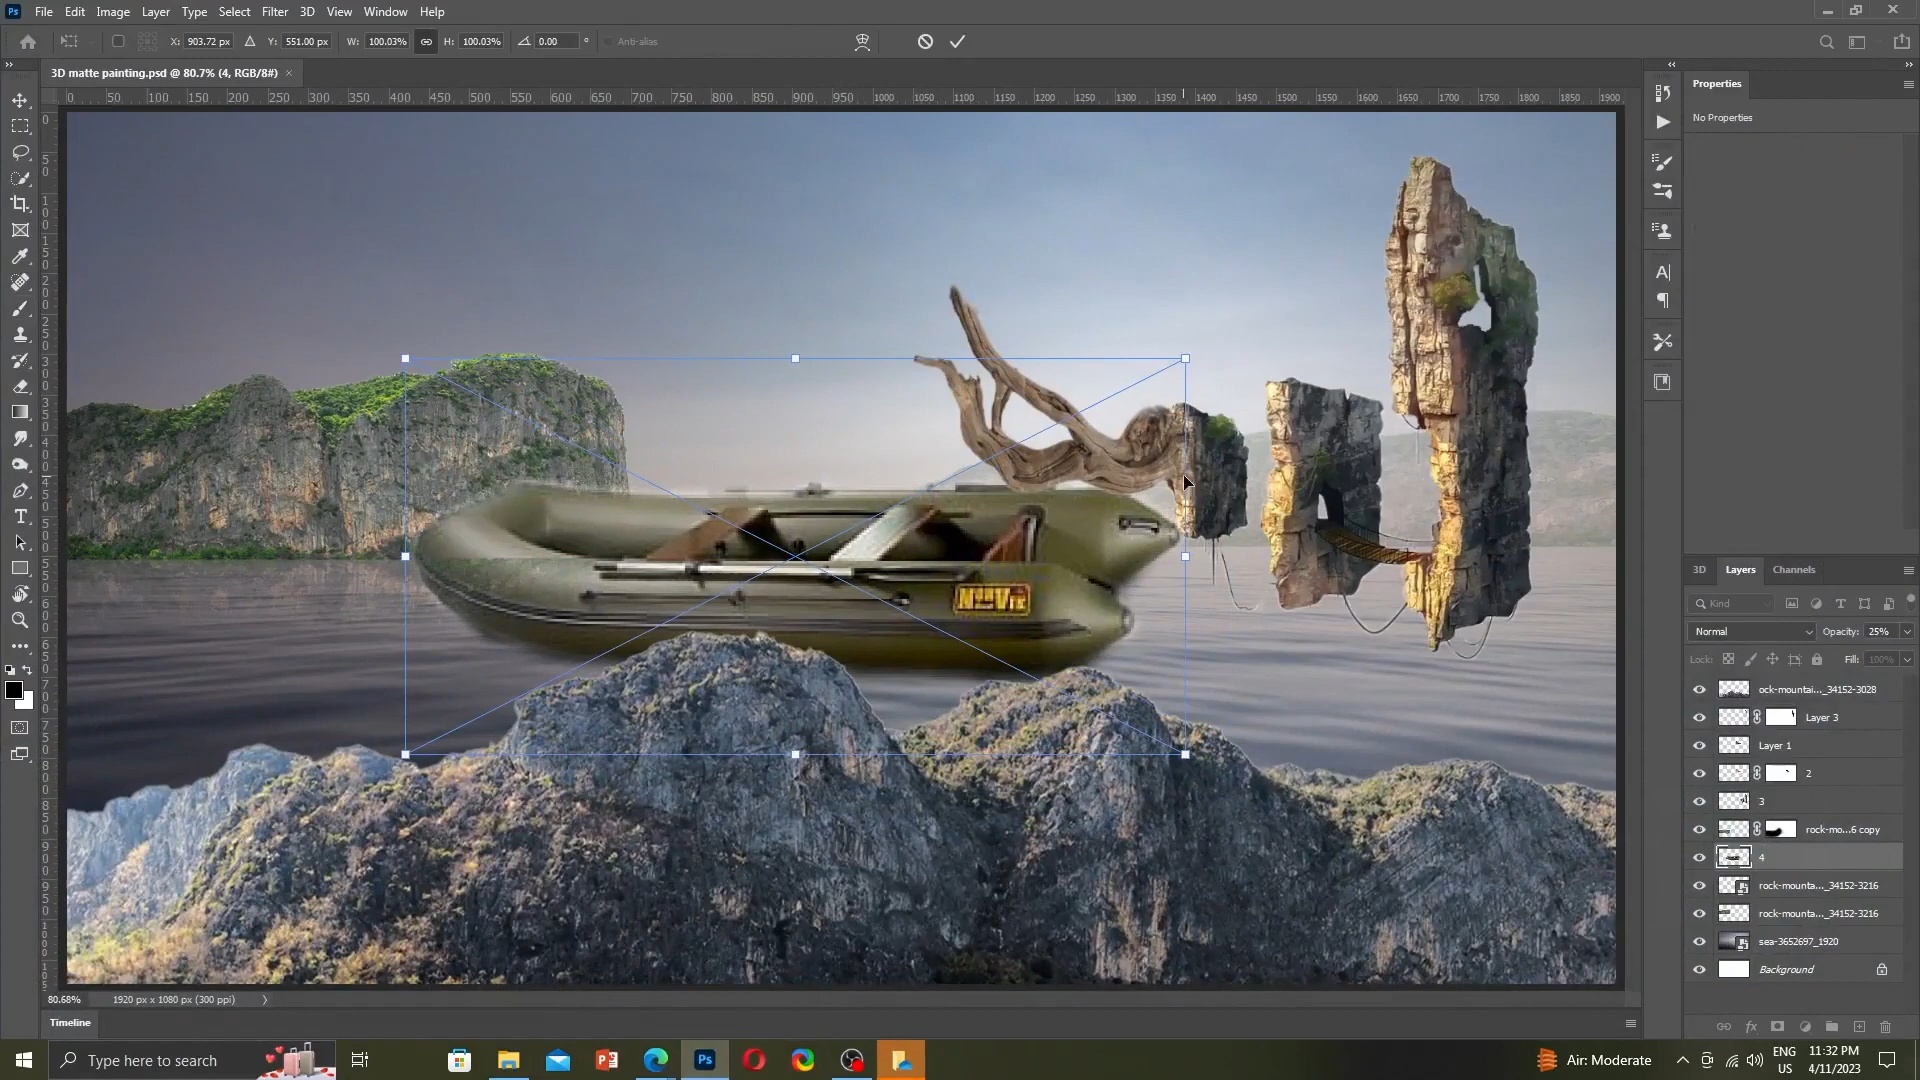 Ps File Edit Image Layer Type Select Filter 3D View Window Help
X: 903.72 px Y: 551.00 px W: 100.03% H: 100.03% 0.00 ° Anti-alias
3D matte painting.psd @ 80.7% (4, RGB/8#) ×
0 50 100 150 200 250 300 350 400 450 500 550 600 650 700 750 800 850 900 950 1000 1050 1100 1150 1200 1250 1300 1350 1400 1450 1500 1550 1600 1650 1700 1750 1800 1850 1900
Properties
No Properties
3D Layers Channels
Kind
Normal Opacity: 25%
Lock: Fill: 100%
ock-mountai..._34152-3028
Layer 3
Layer 1
2
3
rock-mo...6 copy
4
rock-mounta..._34152-3216
rock-mounta..._34152-3216
sea-3652697_1920
Background
80.68% 1920 px x 1080 px (300 ppi)
Timeline
Type here to search
Air: Moderate
ENG
US
11:32 PM
4/11/2023